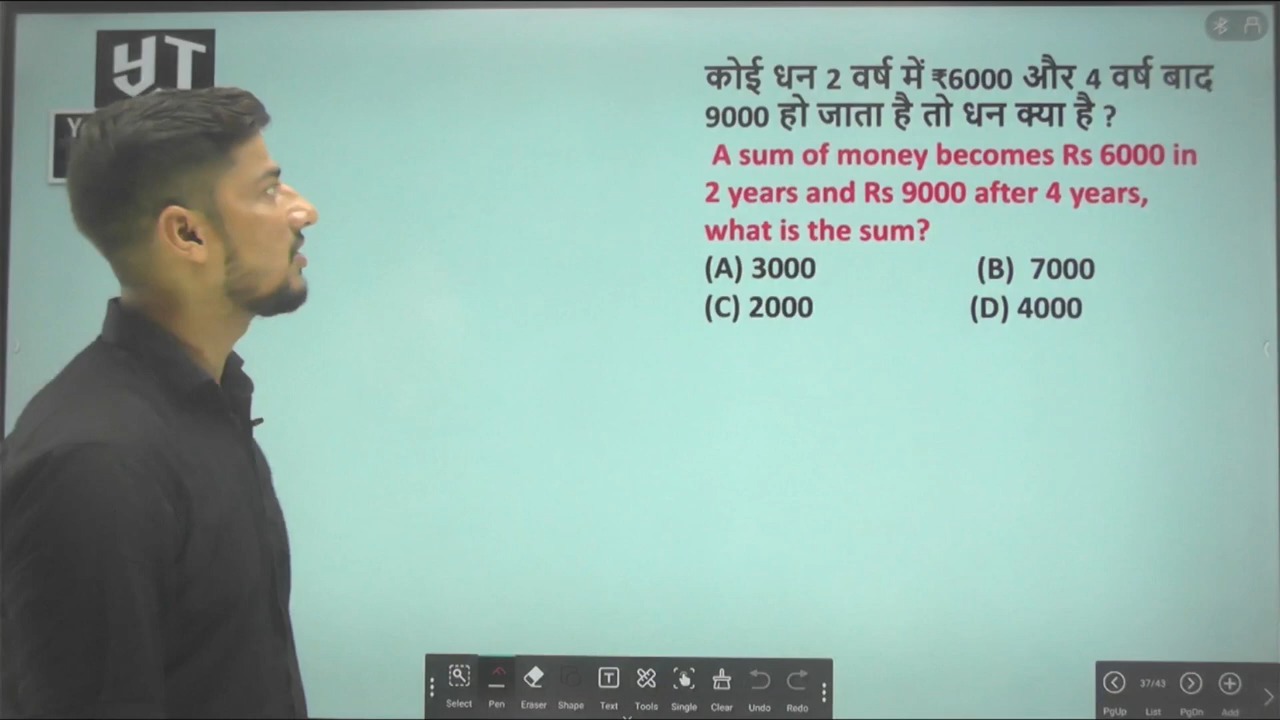 YT
Y
कोई धन 2 वर्ष में ₹6000 और 4 वर्ष बाद
9000 हो जाता है तो धन क्या है ?
A sum of money becomes Rs 6000 in
2 years and Rs 9000 after 4 years,
what is the sum?
(A) 3000 (B) 7000
(C) 2000 (D) 4000
Select Pen Eraser Shape Text Tools Single Clear Undo Redo
37/43
PgUp List PgDn Add